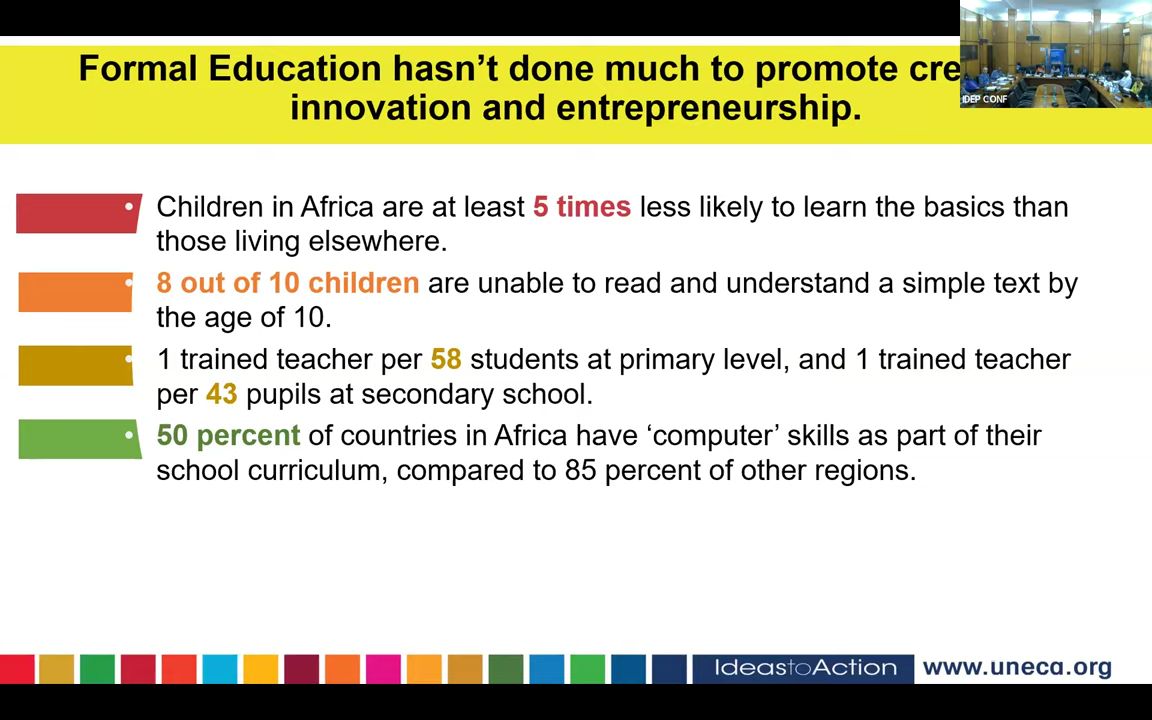 Formal Education hasn’t done much to promote
innovation and entrepreneurship.
IDEP CONF
• Children in Africa are at least 5 times less likely to learn the basics than
those living elsewhere.
• 8 out of 10 children are unable to read and understand a simple text by
the age of 10.
• 1 trained teacher per 58 students at primary level, and 1 trained teacher
per 43 pupils at secondary school.
• 50 percent of countries in Africa have ‘computer’ skills as part of their
school curriculum, compared to 85 percent of other regions.
IdeastoAction www.uneca.org